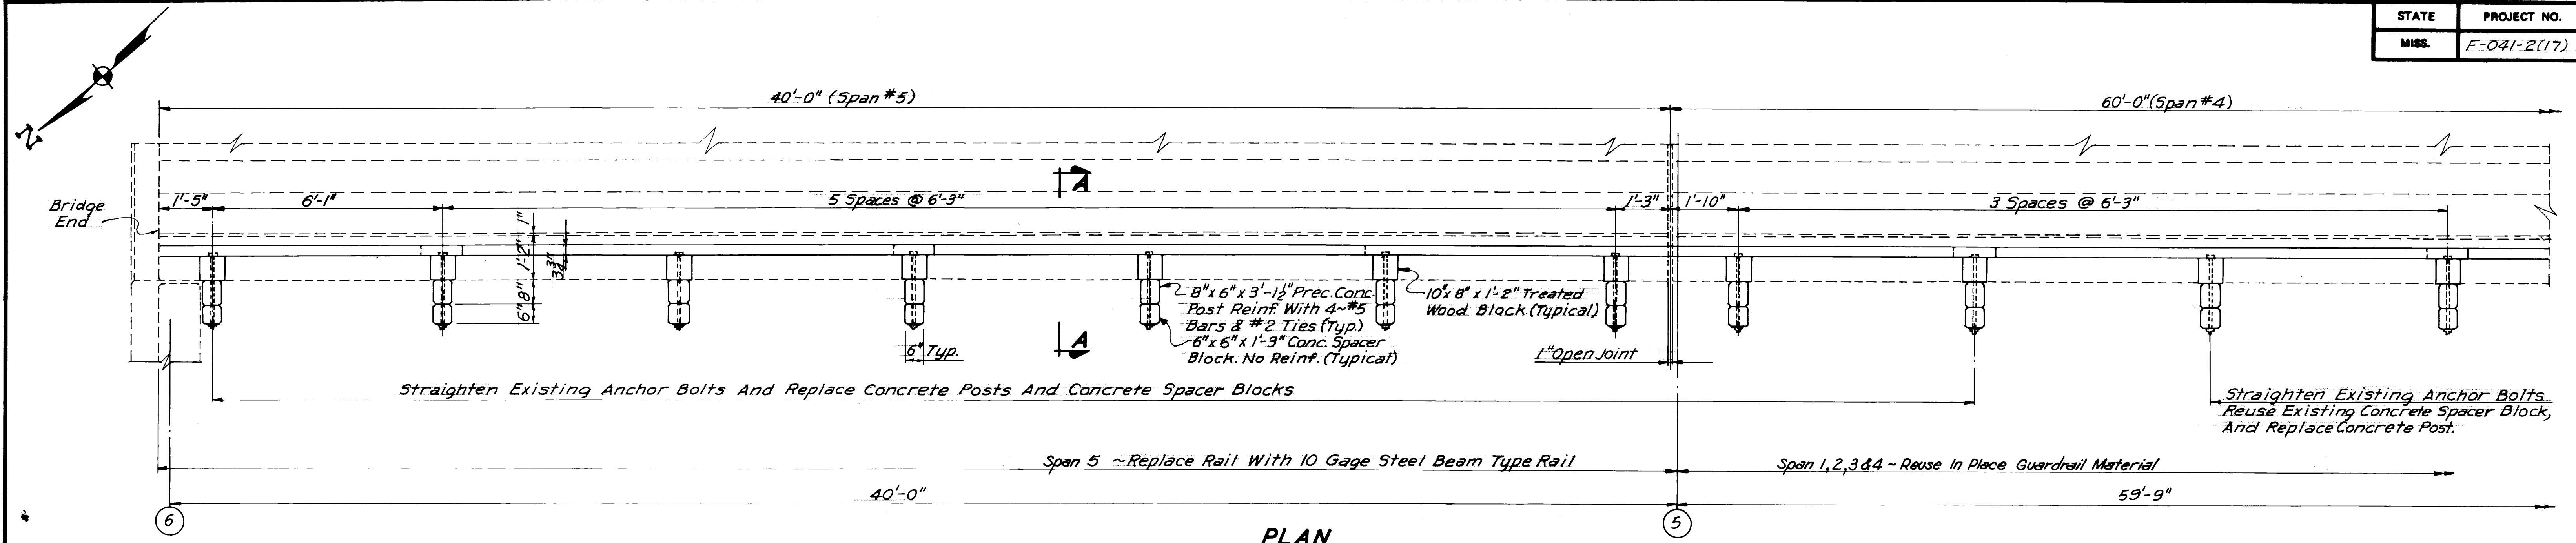 STATE
PROJECT NO.
MISS.
F-041-2(17)
N
40'-0" (Span #5)
60'-0" (Span #4)
A
Bridge
End
1'-5"
6'-1"
5 Spaces @ 6'-3"
1'-3"
1'-10"
3 Spaces @ 6'-3"
1"
1'-2"
3/4"
8"
6"
8" x 6" x 3'-1½" Prec. Conc.
Post Reinf. With 4~#5
Bars & #2 Ties (Typ.)
6" x 6" x 1'-3" Conc. Spacer
Block. No Reinf. (Typical)
10" x 8" x 1'-2" Treated
Wood Block (Typical)
6" Typ.
A
1" Open Joint
Straighten Existing Anchor Bolts And Replace Concrete Posts And Concrete Spacer Blocks
Straighten Existing Anchor Bolts
Reuse Existing Concrete Spacer Block,
And Replace Concrete Post.
Span 5 ~ Replace Rail With 10 Gage Steel Beam Type Rail
Span 1,2,3 & 4 ~ Reuse In Place Guardrail Material
40'-0"
59'-9"
6
5
PLAN